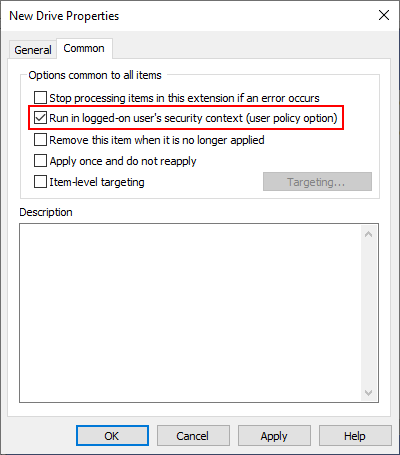 New Drive Properties
General
Common
Options common to all items
Stop processing items in this extension if an error occurs
Run in logged-on user's security context (user policy option)
Remove this item when it is no longer applied
Apply once and do not reapply
Item-level targeting
Targeting...
Description
OK
Cancel
Apply
Help